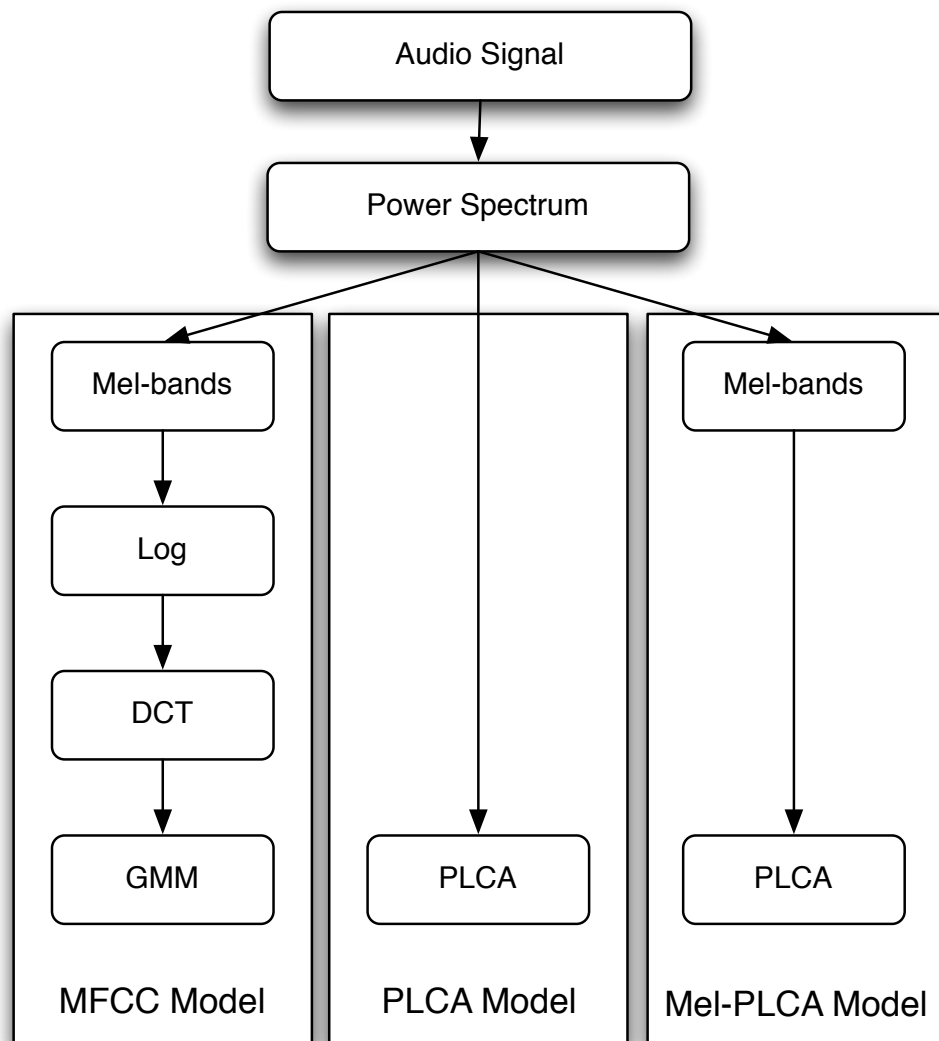 Audio Signal
Power Spectrum
Mel-bands
Log
DCT
GMM
MFCC Model
PLCA
PLCA Model
Mel-bands
PLCA
Mel-PLCA Model